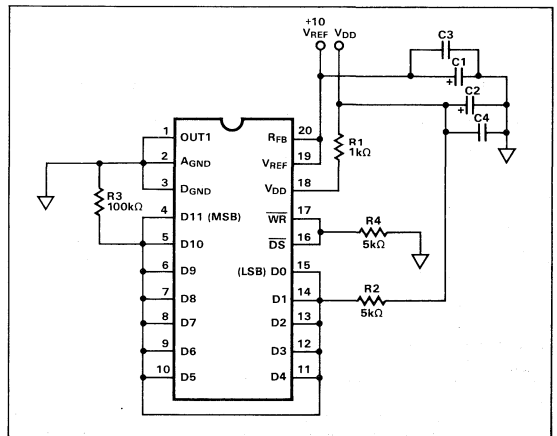 +10
VREF VDD
C3
C1
+
C2
+
C4
1 OUT1 RFB 20
2 AGND VREF 19
R1
1kΩ
3 DGND VDD 18
R3
100kΩ
4 D11 (MSB) WR 17
R4
5kΩ
5 D10 DS 16
6 D9 (LSB) D0 15
7 D8 D1 14
R2
5kΩ
8 D7 D2 13
9 D6 D3 12
10 D5 D4 11